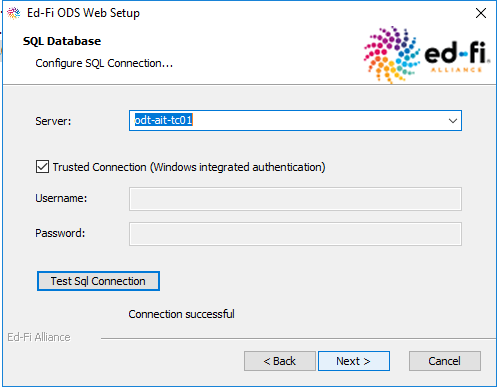 Ed-Fi ODS Web Setup
SQL Database
Configure SQL Connection...
ed-fi
ALLIANCE
Server:
odt-ait-tc01
Trusted Connection (Windows integrated authentication)
Username:
Password:
Test Sql Connection
Connection successful
Ed-Fi Alliance
< Back
Next >
Cancel